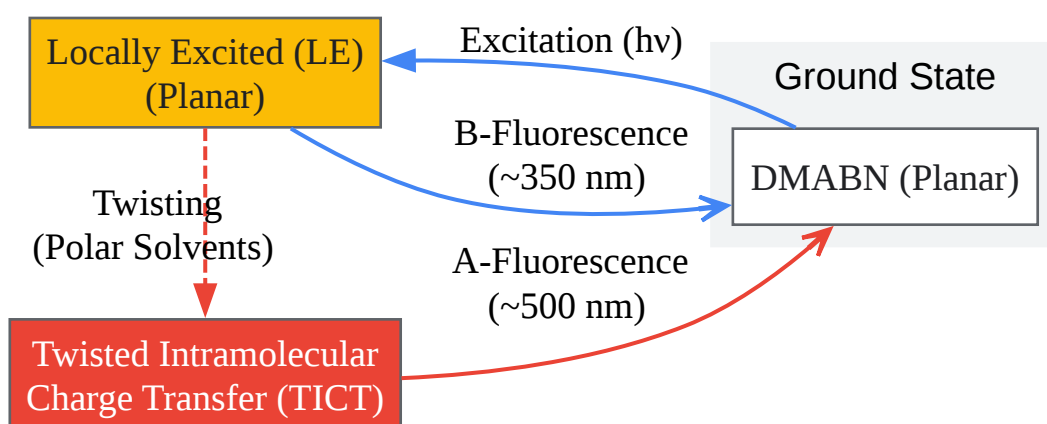 Locally Excited (LE)
(Planar)
Excitation (hν)
Ground State
B-Fluorescence
(~350 nm)
DMABN (Planar)
Twisting
(Polar Solvents)
A-Fluorescence
(~500 nm)
Twisted Intramolecular
Charge Transfer (TICT)